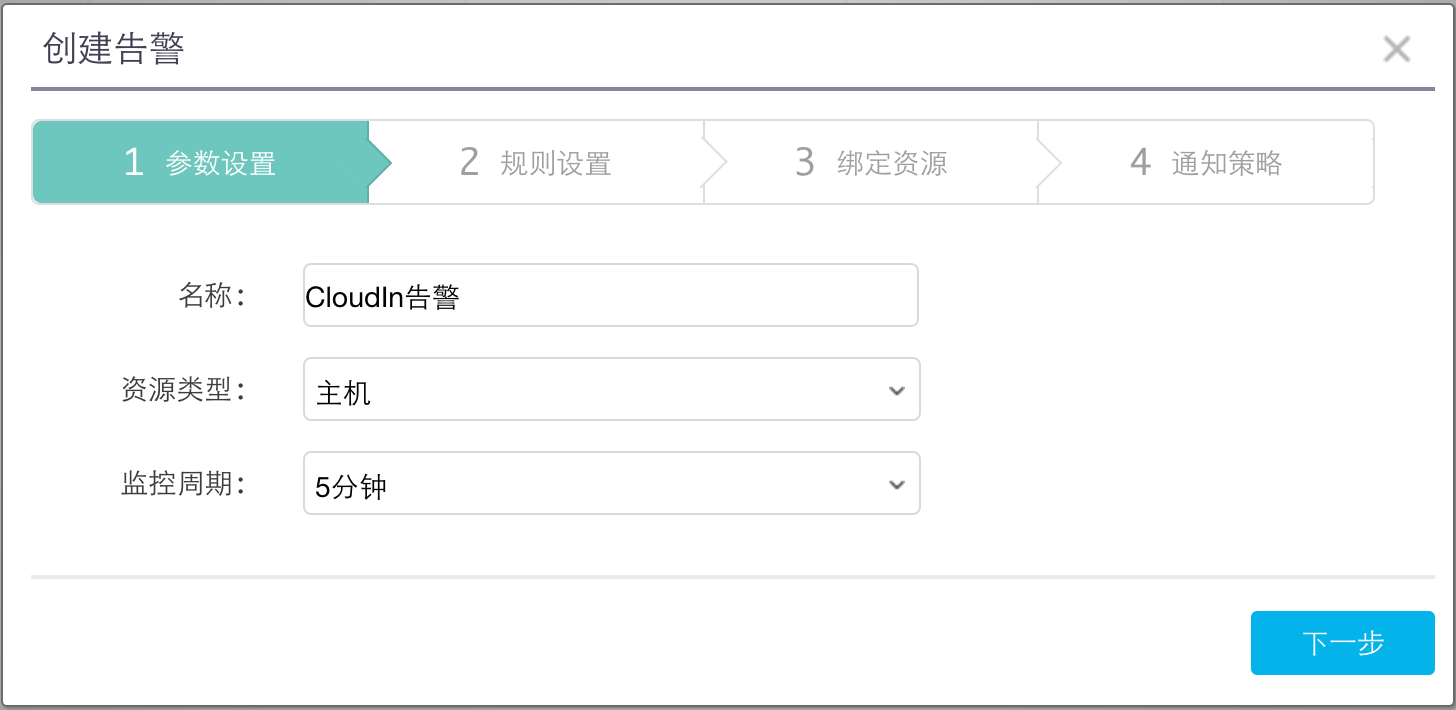 创建告警
1 参数设置 2 规则设置 3 绑定资源 4 通知策略
名称： CloudIn告警
资源类型： 主机
监控周期： 5分钟
下一步